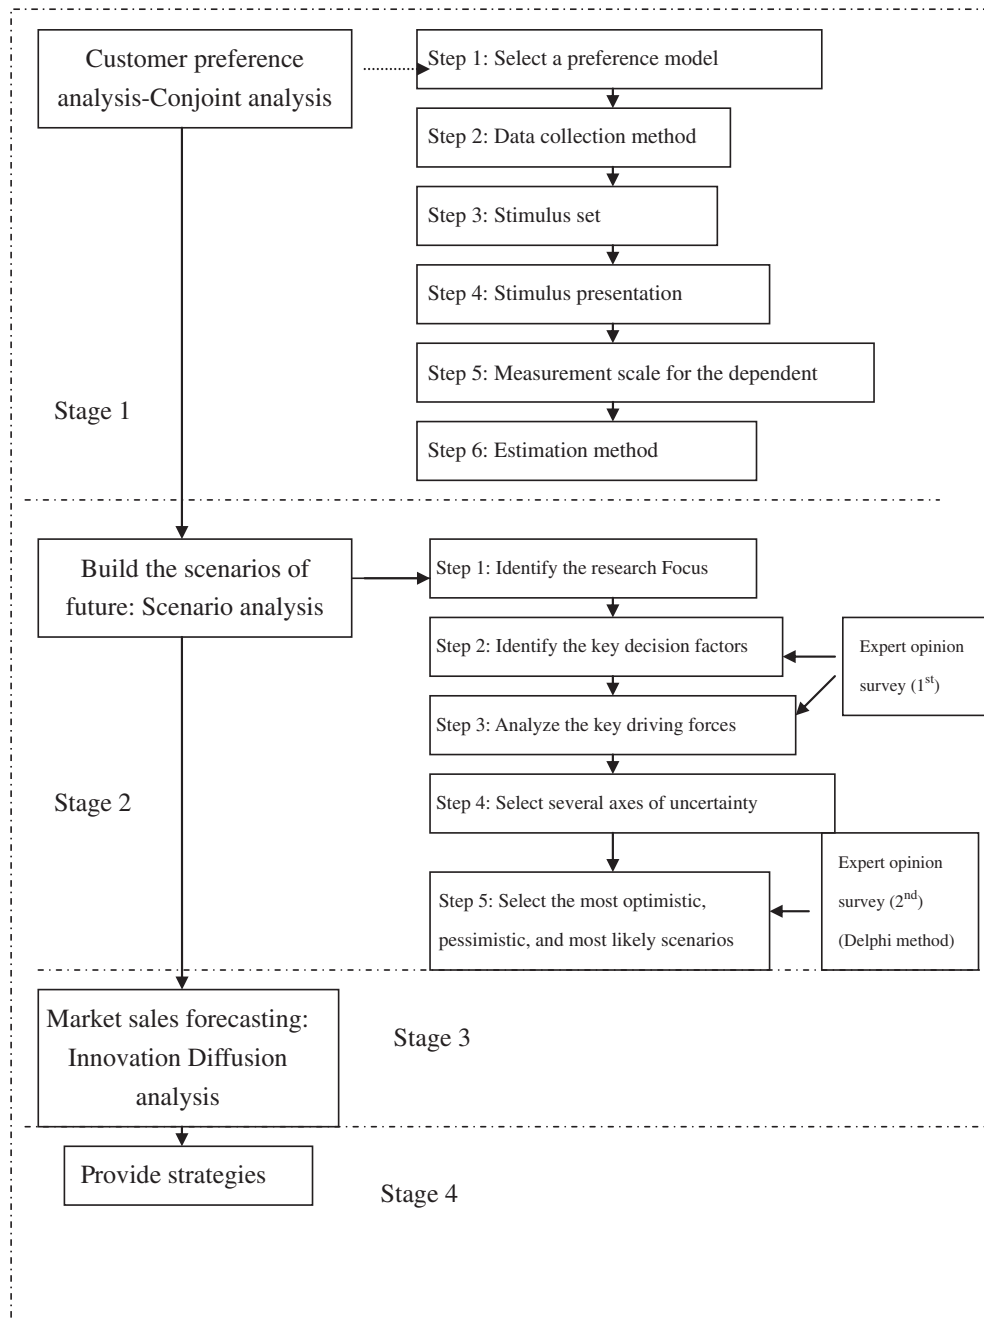 Customer preference
analysis-Conjoint analysis
Step 1: Select a preference model
Step 2: Data collection method
Step 3: Stimulus set
Step 4: Stimulus presentation
Step 5: Measurement scale for the dependent
Step 6: Estimation method
Stage 1
Build the scenarios of
future: Scenario analysis
Step 1: Identify the research Focus
Step 2: Identify the key decision factors
Expert opinion
survey (1st)
Step 3: Analyze the key driving forces
Step 4: Select several axes of uncertainty
Stage 2
Step 5: Select the most optimistic,
pessimistic, and most likely scenarios
Expert opinion
survey (2nd)
(Delphi method)
Market sales forecasting:
Innovation Diffusion
analysis
Stage 3
Provide strategies
Stage 4